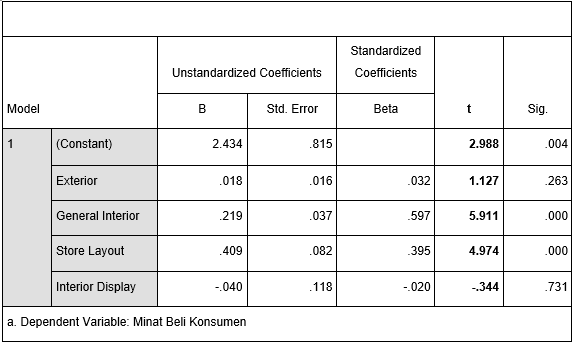 Unstandardized Coefficients Standardized Coefficients
Model B Std. Error Beta t Sig.
1 (Constant) 2.434 .815 2.988 .004
Exterior .018 .016 .032 1.127 .263
General Interior .219 .037 .597 5.911 .000
Store Layout .409 .082 .395 4.974 .000
Interior Display -.040 .118 -.020 -.344 .731
a. Dependent Variable: Minat Beli Konsumen